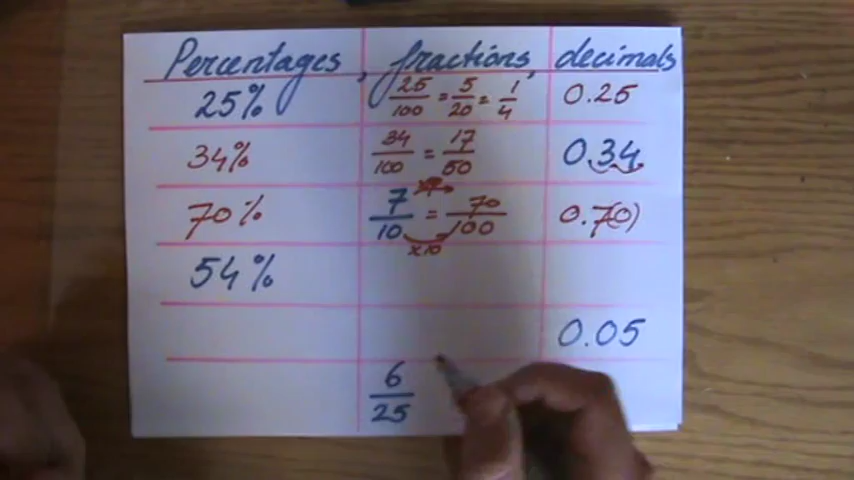 Percentages, fractions, decimals
25% 25/100 = 5/20 = 1/4 0.25
34% 34/100 = 17/50 0.34
70% 7/10 = 70/100 0.7(0)
x10
54%
0.05
6/25